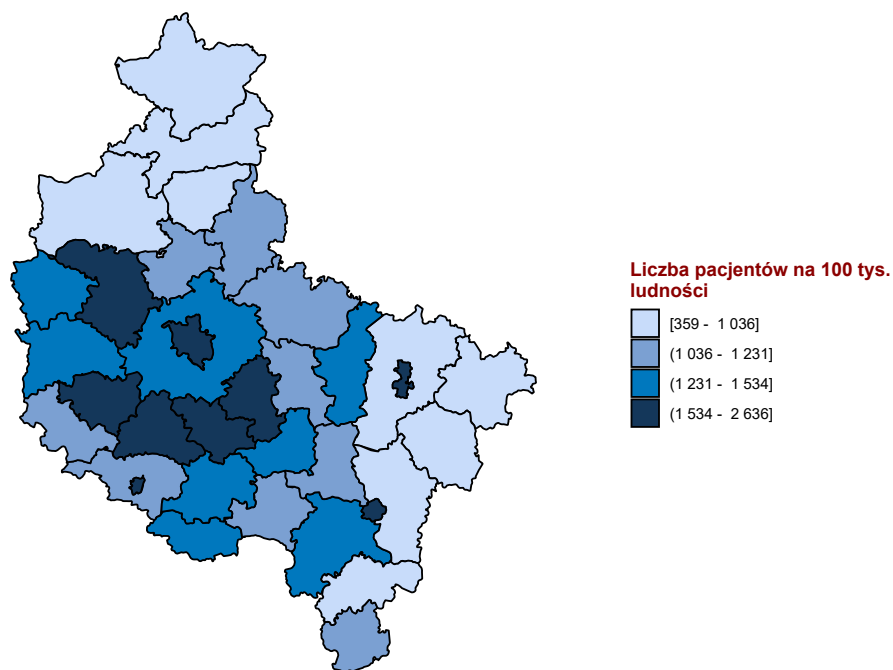 Liczba pacjentów na 100 tys.
ludności
[359 - 1 036]
(1 036 - 1 231]
(1 231 - 1 534]
(1 534 - 2 636]